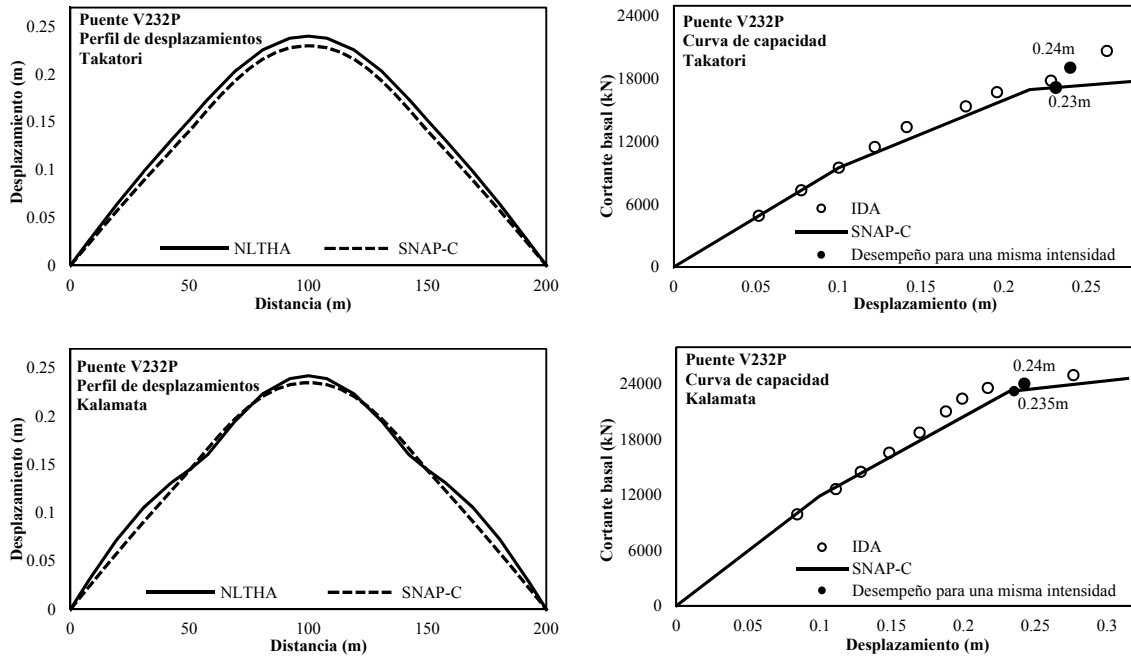 Puente V232P
Perfil de desplazamientos
Takatori
Desplazamiento (m)
0.25
0.2
0.15
0.1
0.05
0
NLTHA
SNAP-C
0
50
100
150
200
Distancia (m)
Puente V232P
Curva de capacidad
Takatori
Cortante basal (kN)
24000
18000
12000
6000
0
0.24m
0.23m
IDA
SNAP-C
Desempeño para una misma intensidad
0
0.05
0.1
0.15
0.2
0.25
Desplazamiento (m)
Puente V232P
Perfil de desplazamientos
Kalamata
Desplazamiento (m)
0.25
0.2
0.15
0.1
0.05
0
NLTHA
SNAP-C
0
50
100
150
200
Distancia (m)
Puente V232P
Curva de capacidad
Kalamata
Cortante basal (kN)
24000
18000
12000
6000
0
0.24m
0.235m
IDA
SNAP-C
Desempeño para una misma intensidad
0
0.05
0.1
0.15
0.2
0.25
0.3
Desplazamiento (m)